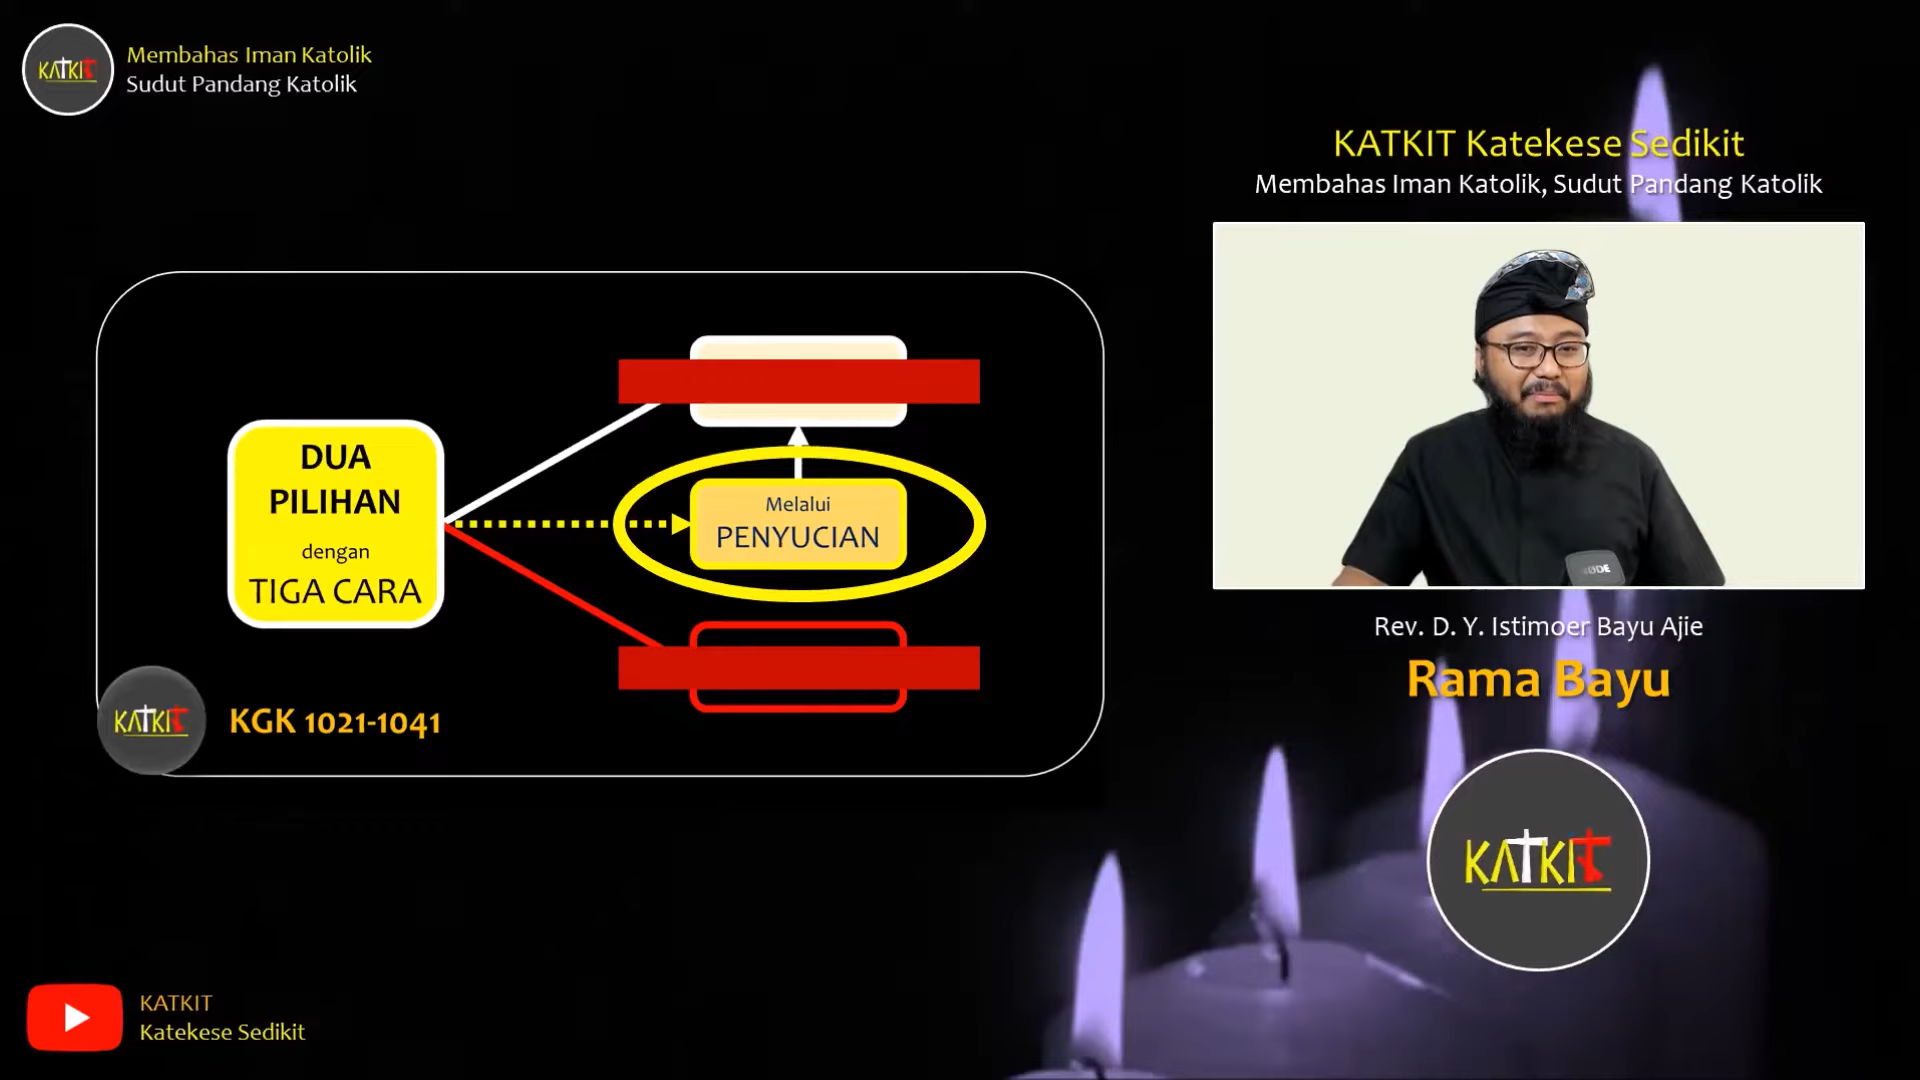 KATKIT
Membahas Iman Katolik
Sudut Pandang Katolik
KATKIT Katekese Sedikit
Membahas Iman Katolik, Sudut Pandang Katolik
DUA
PILIHAN
dengan
TIGA CARA
Melalui
PENYUCIAN
KATKIT
KGK 1021-1041
Rev. D. Y. Istimoer Bayu Ajie
Rama Bayu
KATKIT
KATKIT
Katekese Sedikit